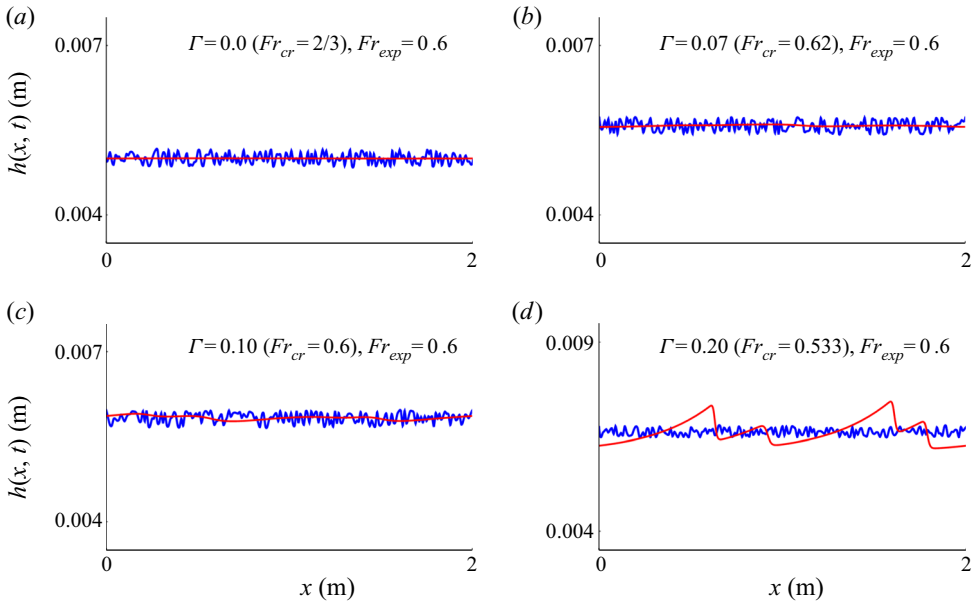 (a)
(b)
0.007
Γ = 0.0 (Fr_cr = 2/3), Fr_exp = 0.6
0.007
Γ = 0.07 (Fr_cr = 0.62), Fr_exp = 0.6
h(x, t) (m)
0.004
0.004
0
2
0
2
(c)
(d)
0.007
Γ = 0.10 (Fr_cr = 0.6), Fr_exp = 0.6
0.009
Γ = 0.20 (Fr_cr = 0.533), Fr_exp = 0.6
h(x, t) (m)
0.004
0.004
0
2
0
2
x (m)
x (m)